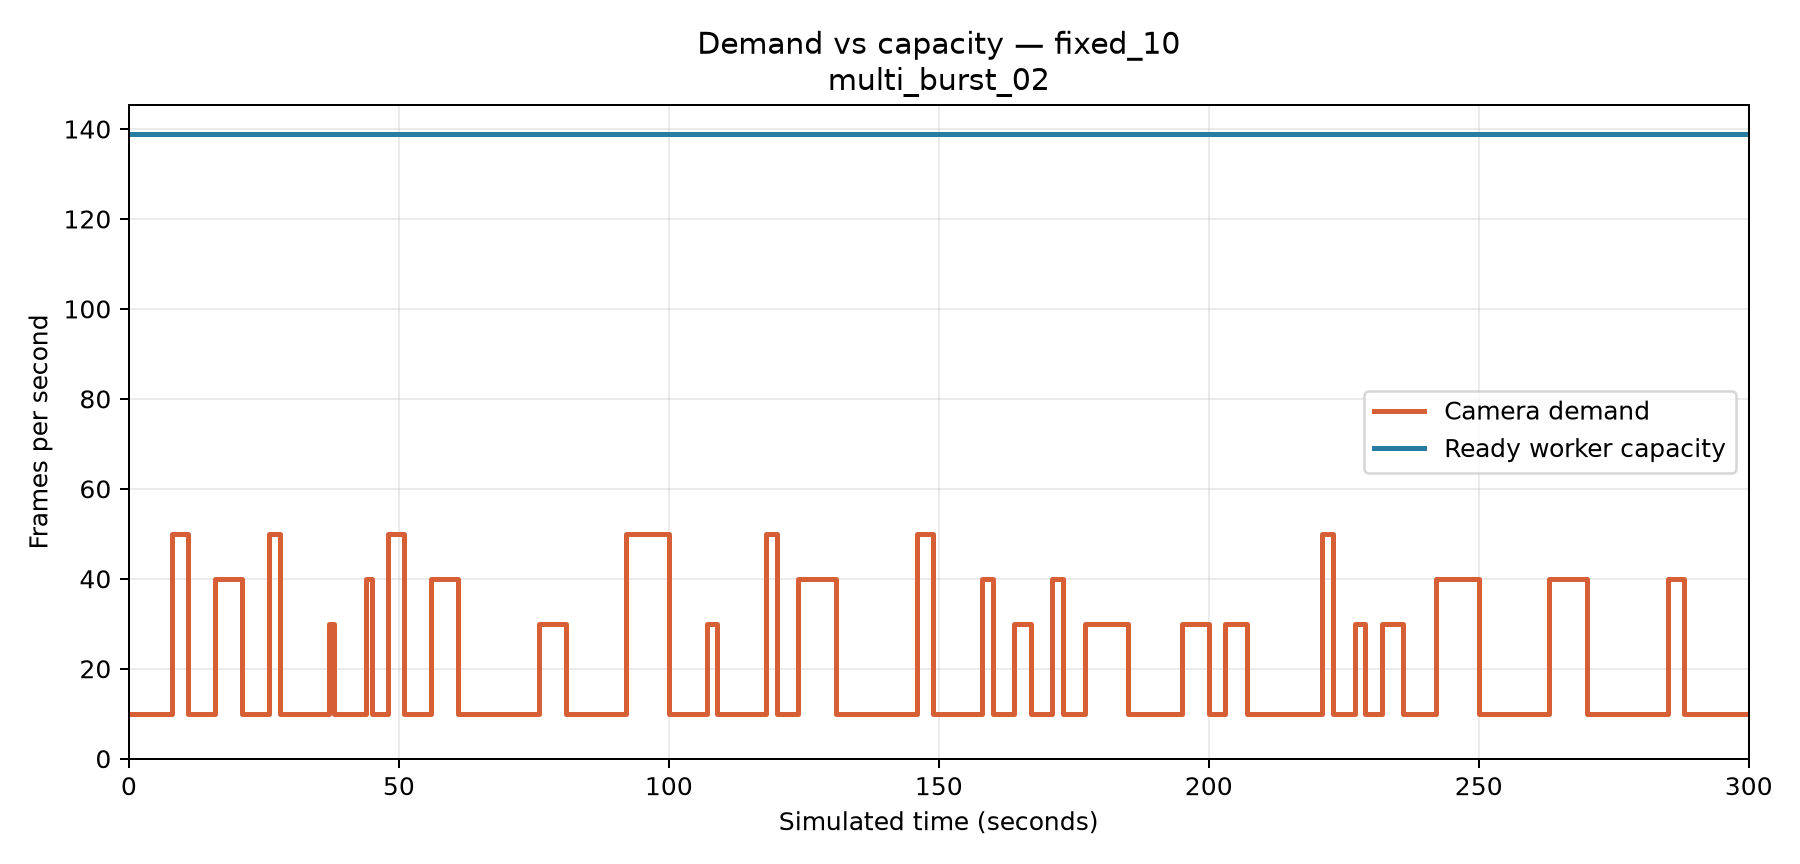 Demand vs capacity — fixed_10
multi_burst_02
140
120
100
80
60
40
20
0
Frames per second
Camera demand
Ready worker capacity
0 50 100 150 200 250 300
Simulated time (seconds)